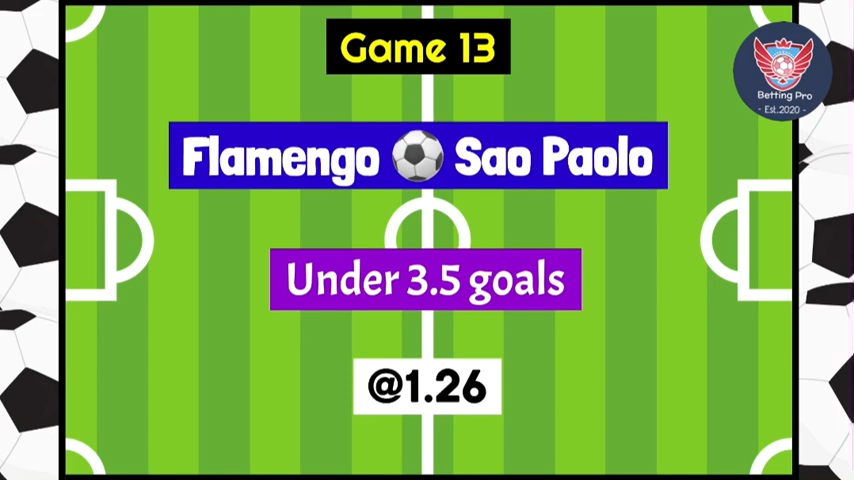 Game 13
Betting Pro
- Est.2020 -
Flamengo Sao Paolo
Under 3.5 goals
@1.26